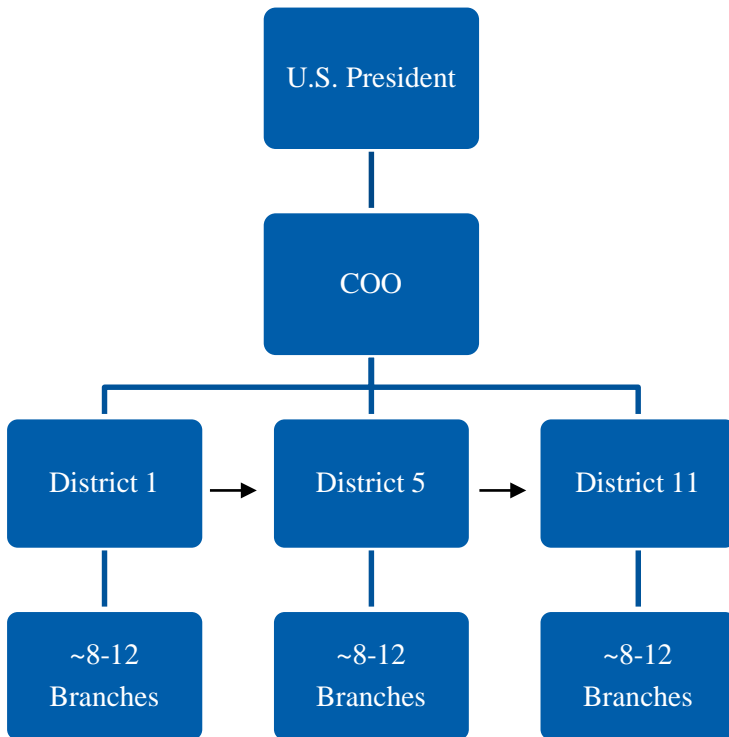 U.S. President
COO
District 1
District 5
District 11
~8-12
Branches
~8-12
Branches
~8-12
Branches